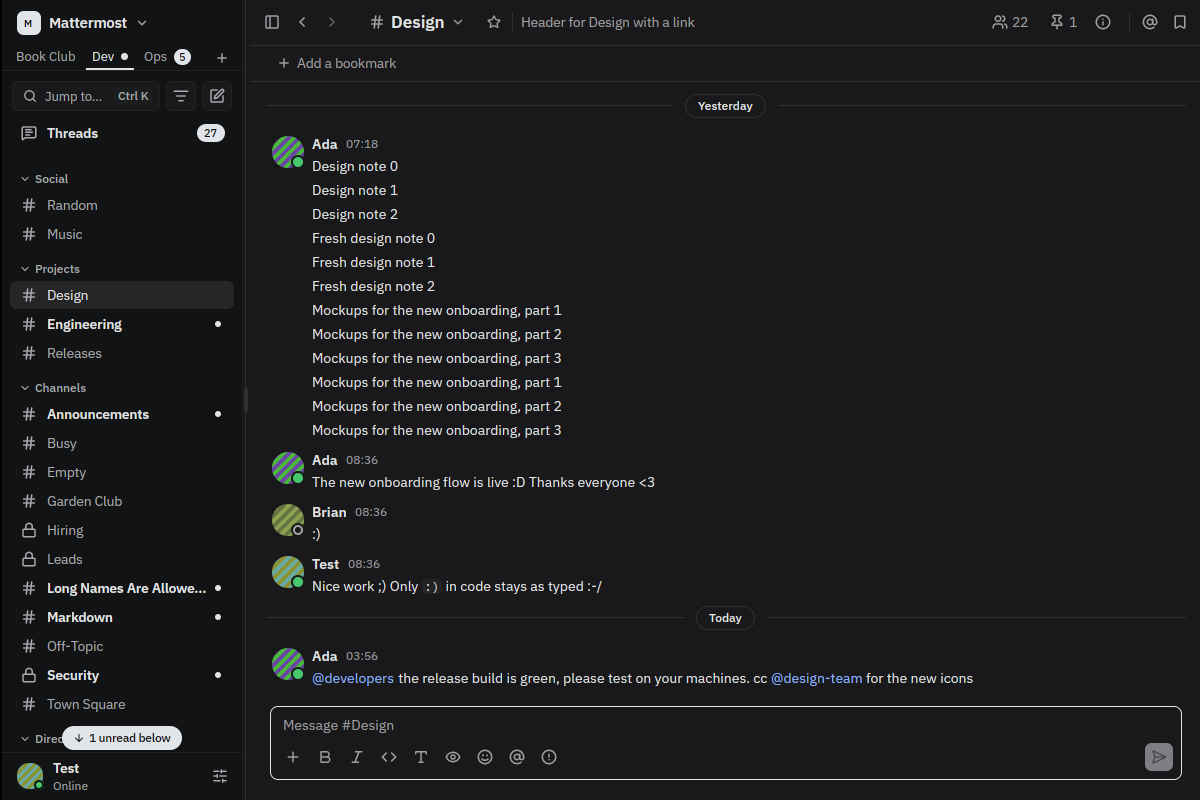 M Mattermost
Book Club Dev Ops 5
Jump to... Ctrl K
Threads 27
Social
Random
Music
Projects
Design
Engineering
Releases
Channels
Announcements
Busy
Empty
Garden Club
Hiring
Leads
Long Names Are Allowe...
Markdown
Off-Topic
Security
Town Square
Direc
1 unread below
Test
Online
Design Header for Design with a link 22 1
Add a bookmark
Yesterday
Ada 07:18
Design note 0
Design note 1
Design note 2
Fresh design note 0
Fresh design note 1
Fresh design note 2
Mockups for the new onboarding, part 1
Mockups for the new onboarding, part 2
Mockups for the new onboarding, part 3
Mockups for the new onboarding, part 1
Mockups for the new onboarding, part 2
Mockups for the new onboarding, part 3
Ada 08:36
The new onboarding flow is live :D Thanks everyone <3
Brian 08:36
:)
Test 08:36
Nice work ;) Only :) in code stays as typed :-/
Today
Ada 03:56
@developers the release build is green, please test on your machines. cc @design-team for the new icons
Message #Design